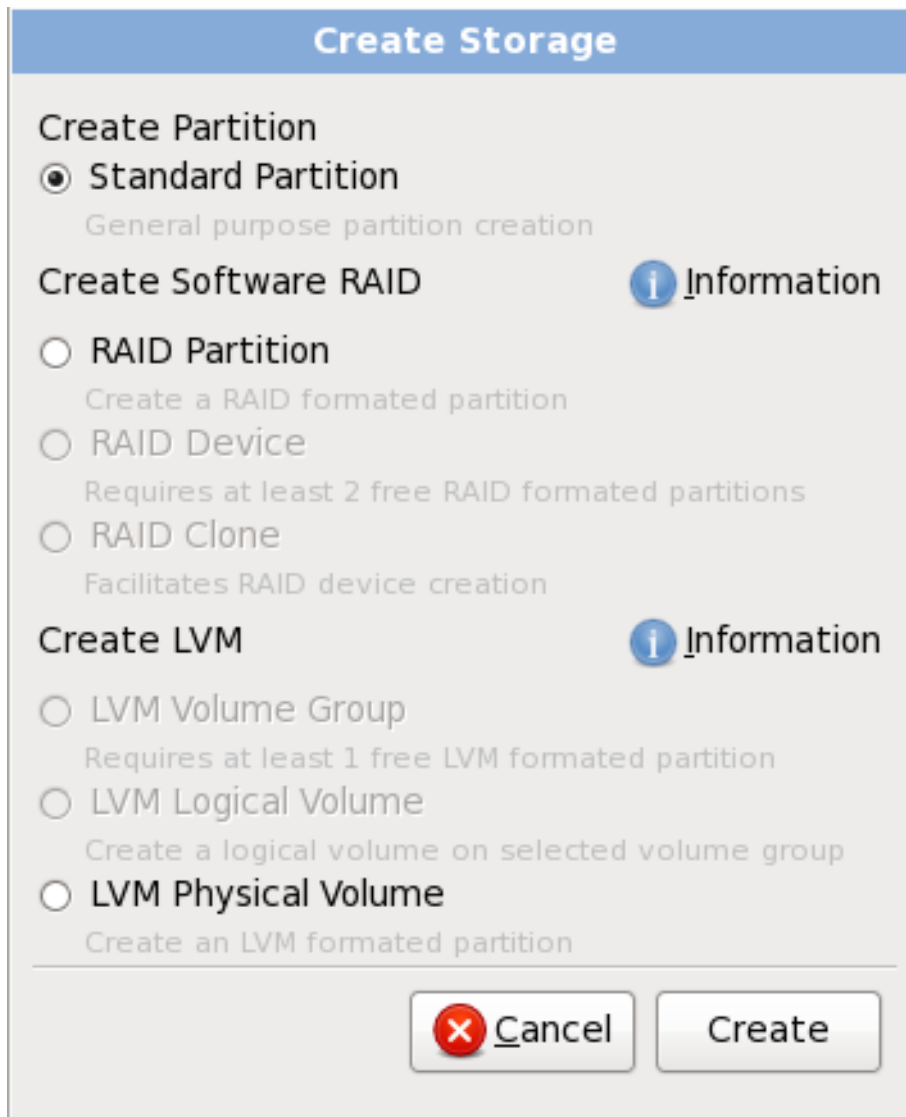 Create Storage
Create Partition
Standard Partition
General purpose partition creation
Create Software RAID
Information
RAID Partition
Create a RAID formated partition
RAID Device
Requires at least 2 free RAID formated partitions
RAID Clone
Facilitates RAID device creation
Create LVM
Information
LVM Volume Group
Requires at least 1 free LVM formated partition
LVM Logical Volume
Create a logical volume on selected volume group
LVM Physical Volume
Create an LVM formated partition
Cancel
Create